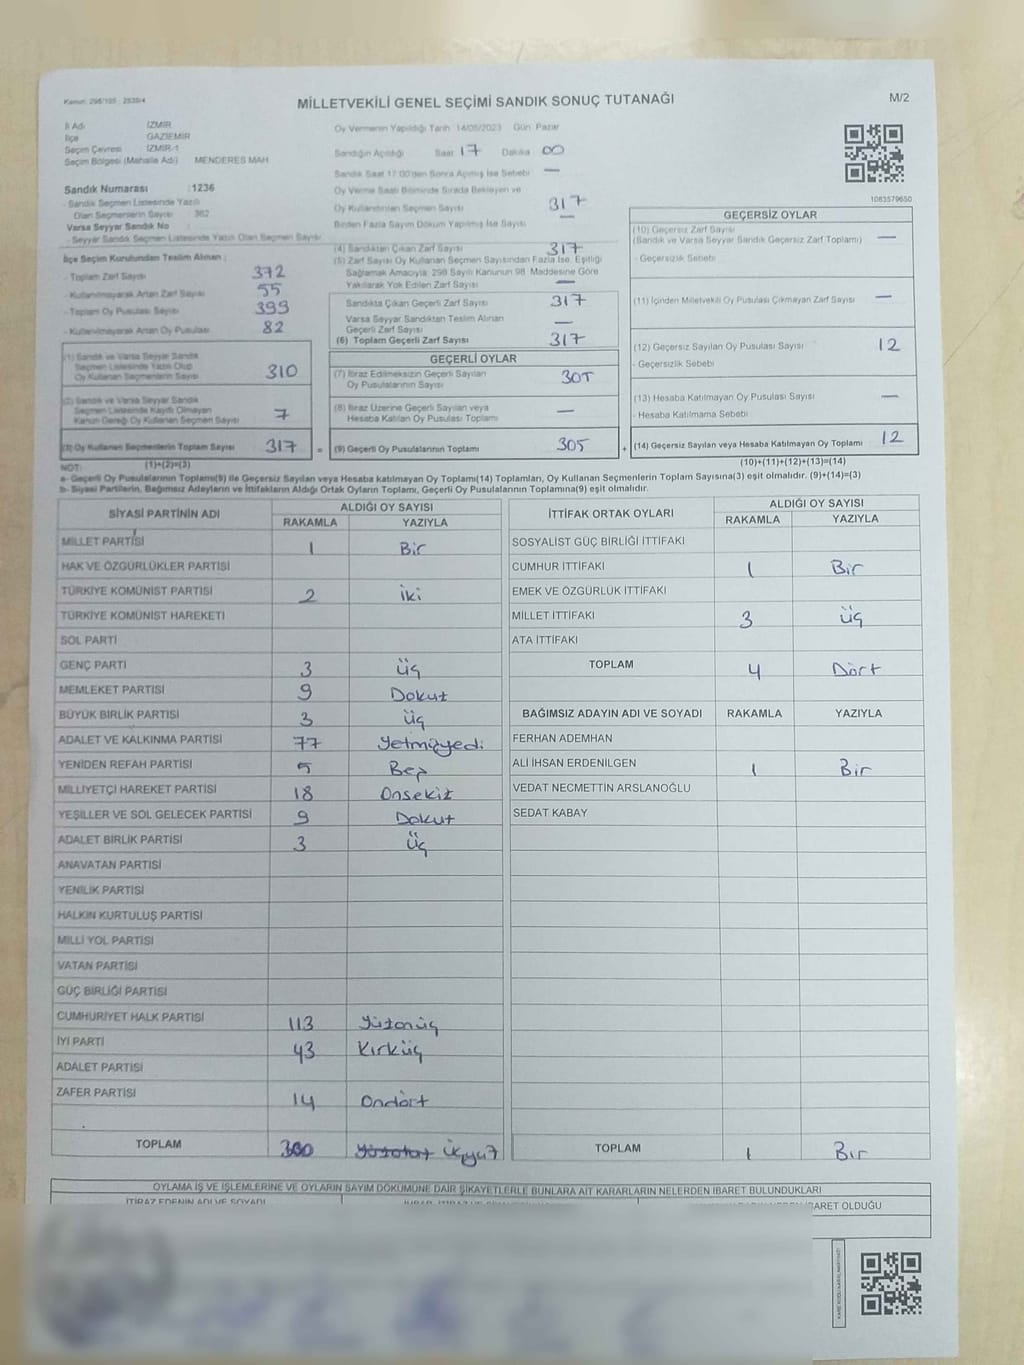 Kanun: 298/105 - 2839/4
MİLLETVEKİLİ GENEL SEÇİMİ SANDIK SONUÇ TUTANAĞI
M/2
İl Adı İZMİR
İlçe GAZİEMİR
Seçim Çevresi İZMİR-1
Seçim Bölgesi (Mahalle Adı) MENDERES MAH
Sandık Numarası :1236
- Sandık Seçmen Listesinde Yazılı
Olan Seçmenlerin Sayısı 362
Varsa Seyyar Sandık No :
- Seyyar Sandık Seçmen Listesinde Yazılı Olan Seçmen Sayısı:
İlçe Seçim Kurulundan Teslim Alınan :
- Toplam Zarf Sayısı 372
- Kullanılmayarak Artan Zarf Sayısı 55
- Toplam Oy Pusulası Sayısı 399
- Kullanılmayarak Artan Oy Pusulası 82
(1) Sandık ve Varsa Seyyar Sandık
Seçmen Listesinde Yazılı Olup
Oy Kullanan Seçmenlerin Sayısı 310
(2) Sandık ve Varsa Seyyar Sandık
Seçmen Listesinde Kaydı Olmayan
Kanun Gereği Oy Kullanan Seçmen Sayısı 7
(3) Oy Kullanan Seçmenlerin Toplam Sayısı 317 =
Oy Vermenin Yapıldığı Tarih 14/05/2023 Gün Pazar
Sandığın Açıldığı Saat 17 Dakika 00
Sandık Saat 17:00'den Sonra Açılmış İse Sebebi —
Oy Verme Saati Bitiminde Sırada Bekleyen ve
Oy Kullandırılan Seçmen Sayısı 317
Birden Fazla Sayım Döküm Yapılmış İse Sayısı —
(4) Sandıktan Çıkan Zarf Sayısı 317
(5) Zarf Sayısı Oy Kullanan Seçmen Sayısından Fazla İse, Eşitliği
Sağlamak Amacıyla, 298 Sayılı Kanunun 98. Maddesine Göre
Yakılarak Yok Edilen Zarf Sayısı —
Sandıkta Çıkan Geçerli Zarf Sayısı 317
Varsa Seyyar Sandıktan Teslim Alınan
Geçerli Zarf Sayısı —
(6) Toplam Geçerli Zarf Sayısı 317
GEÇERLİ OYLAR
(7) İtiraz Edilmeksizin Geçerli Sayılan
Oy Pusulalarının Sayısı 305
(8) İtiraz Üzerine Geçerli Sayılan veya
Hesaba Katılan Oy Pusulası Toplamı —
(9) Geçerli Oy Pusulalarının Toplamı 305 +
1063579650
GEÇERSİZ OYLAR
(10) Geçersiz Zarf Sayısı
(Sandık ve Varsa Seyyar Sandık Geçersiz Zarf Toplamı) —
- Geçersizlik Sebebi
(11) İçinden Milletvekili Oy Pusulası Çıkmayan Zarf Sayısı —
(12) Geçersiz Sayılan Oy Pusulası Sayısı 12
- Geçersizlik Sebebi
(13) Hesaba Katılmayan Oy Pusulası Sayısı —
- Hesaba Katılmama Sebebi
(14) Geçersiz Sayılan veya Hesaba Katılmayan Oy Toplamı 12
NOT: (1)+(2)=(3) (10)+(11)+(12)+(13)=(14)
a- Geçerli Oy Pusulalarının Toplamı(9) ile Geçersiz Sayılan veya Hesaba katılmayan Oy Toplamı(14) Toplamları, Oy Kullanan Seçmenlerin Toplam Sayısına(3) eşit olmalıdır. (9)+(14)=(3)
b- Siyasi Partilerin, Bağımsız Adayların ve İttifakların Aldığı Ortak Oyların Toplamı, Geçerli Oy Pusulalarının Toplamına(9) eşit olmalıdır.
SİYASİ PARTİNİN ADI ALDIĞI OY SAYISI
RAKAMLA YAZIYLA
MİLLET PARTİSİ 1 Bir
HAK VE ÖZGÜRLÜKLER PARTİSİ
TÜRKİYE KOMÜNİST PARTİSİ 2 iki
TÜRKİYE KOMÜNİST HAREKETİ
SOL PARTİ
GENÇ PARTİ 3 üç
MEMLEKET PARTİSİ 9 Dokuz
BÜYÜK BİRLİK PARTİSİ 3 üç
ADALET VE KALKINMA PARTİSİ 77 Yetmişyedi
YENİDEN REFAH PARTİSİ 5 Beş
MİLLİYETÇİ HAREKET PARTİSİ 18 Onsekiz
YEŞİLLER VE SOL GELECEK PARTİSİ 9 Dokuz
ADALET BİRLİK PARTİSİ 3 üç
ANAVATAN PARTİSİ
YENİLİK PARTİSİ
HALKIN KURTULUŞ PARTİSİ
MİLLİ YOL PARTİSİ
VATAN PARTİSİ
GÜÇ BİRLİĞİ PARTİSİ
CUMHURİYET HALK PARTİSİ 113 Yüzonüç
İYİ PARTİ 43 Kırküç
ADALET PARTİSİ
ZAFER PARTİSİ 14 Ondört
TOPLAM 300 Üçyüz
İTTİFAK ORTAK OYLARI ALDIĞI OY SAYISI
RAKAMLA YAZIYLA
SOSYALİST GÜÇ BİRLİĞİ İTTİFAKI
CUMHUR İTTİFAKI 1 Bir
EMEK VE ÖZGÜRLÜK İTTİFAKI
MİLLET İTTİFAKI 3 üç
ATA İTTİFAKI
TOPLAM 4 Dört
BAĞIMSIZ ADAYIN ADI VE SOYADI RAKAMLA YAZIYLA
FERHAN ADEMHAN
ALİ İHSAN ERDENİLGEN 1 Bir
VEDAT NECMETTİN ARSLANOĞLU
SEDAT KABAY
TOPLAM 1 Bir
OYLAMA İŞ VE İŞLEMLERİNE VE OYLARIN SAYIM DÖKÜMÜNE DAİR ŞİKAYETLERLE BUNLARA AİT KARARLARIN NELERDEN İBARET BULUNDUKLARI
İTİRAZ EDENİN ADI VE SOYADI
İBARET OLDUĞU